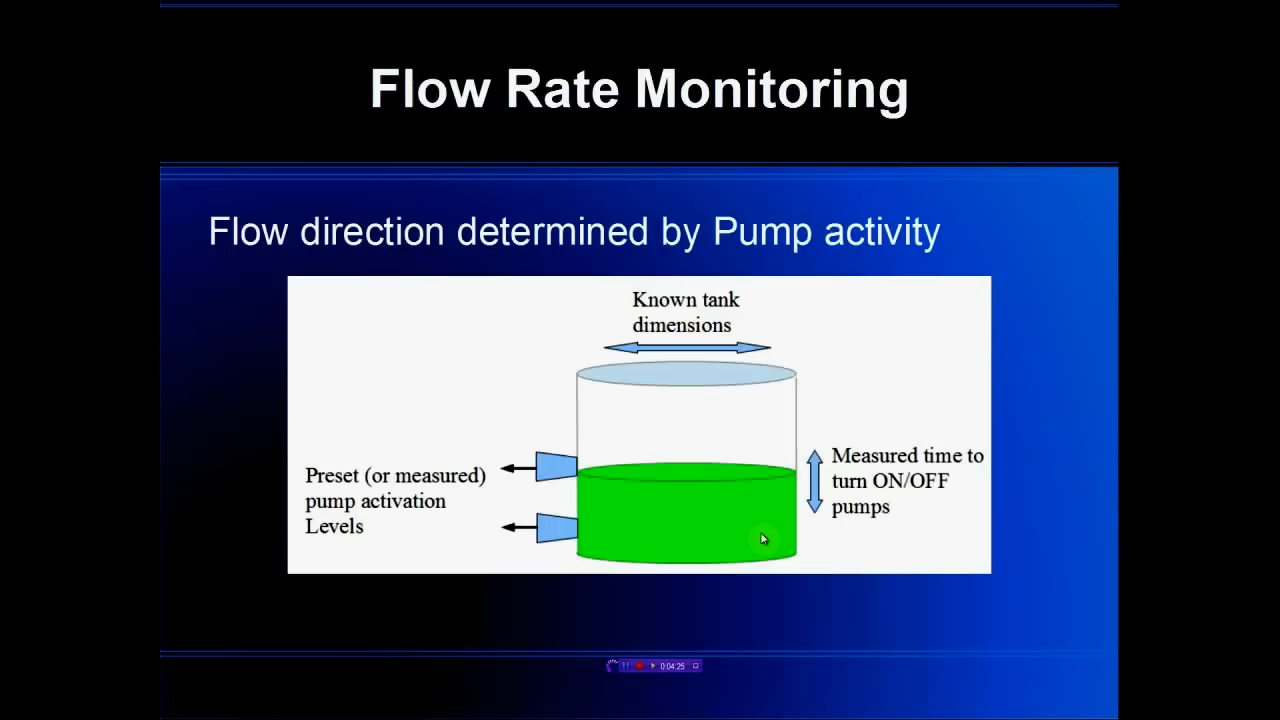 Flow Rate Monitoring
Flow direction determined by Pump activity
Known tank
dimensions
Preset (or measured)
pump activation
Levels
Measured time to
turn ON/OFF
pumps
0:04:25